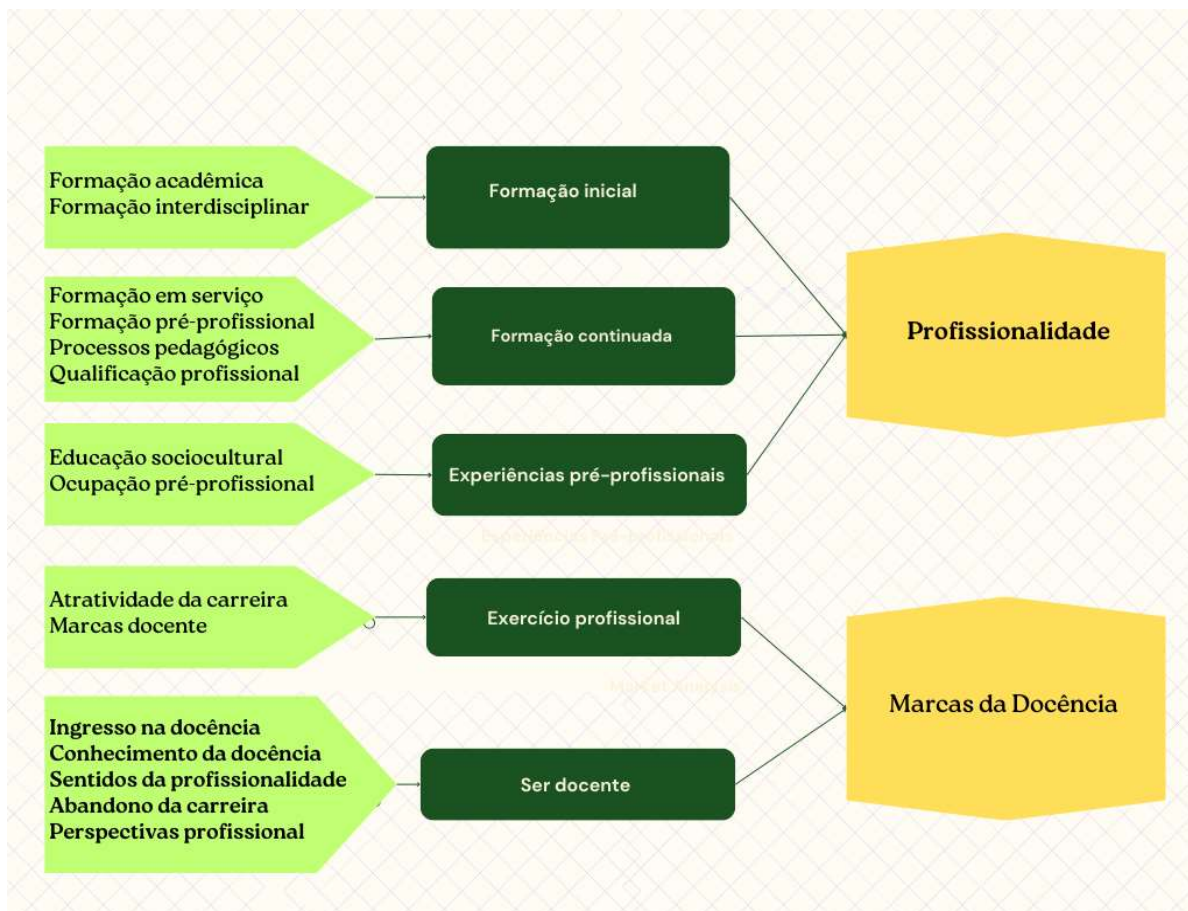 Formação acadêmica
Formação interdisciplinar
Formação inicial
Formação em serviço
Formação pré-profissional
Processos pedagógicos
Qualificação profissional
Formação continuada
Educação sociocultural
Ocupação pré-profissional
Experiências pré-profissionais
Profissionalidade
Atratividade da carreira
Marcas docente
Exercício profissional
Ingresso na docência
Conhecimento da docência
Sentidos da profissionalidade
Abandono da carreira
Perspectivas profissional
Ser docente
Marcas da Docência